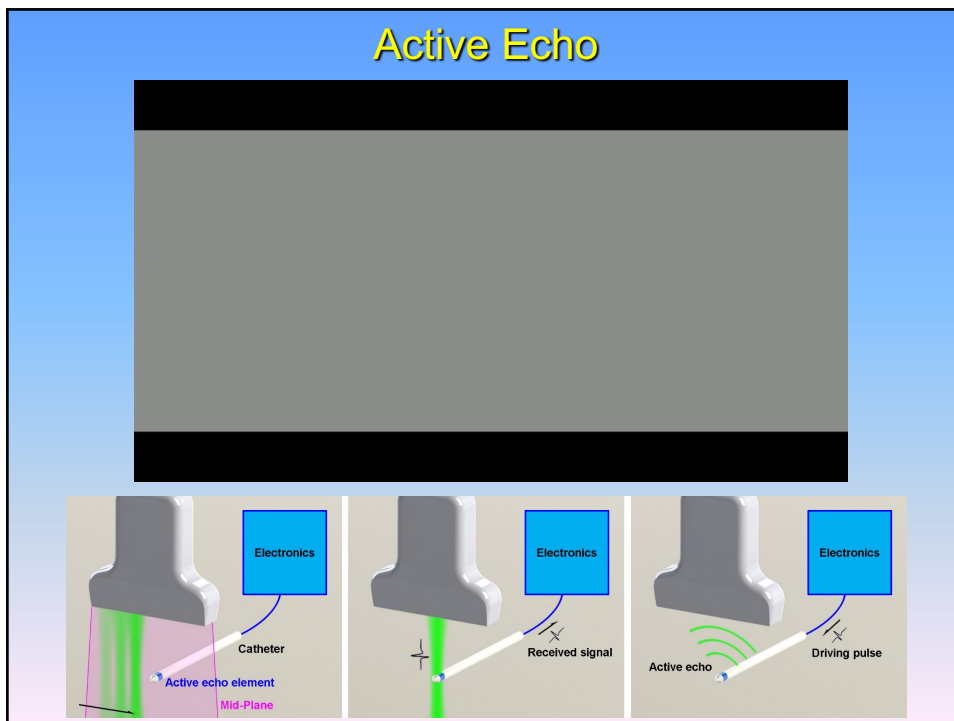 Active Echo
Electronics
Catheter
Active echo element
Mid-Plane
Electronics
Received signal
Electronics
Active echo
Driving pulse